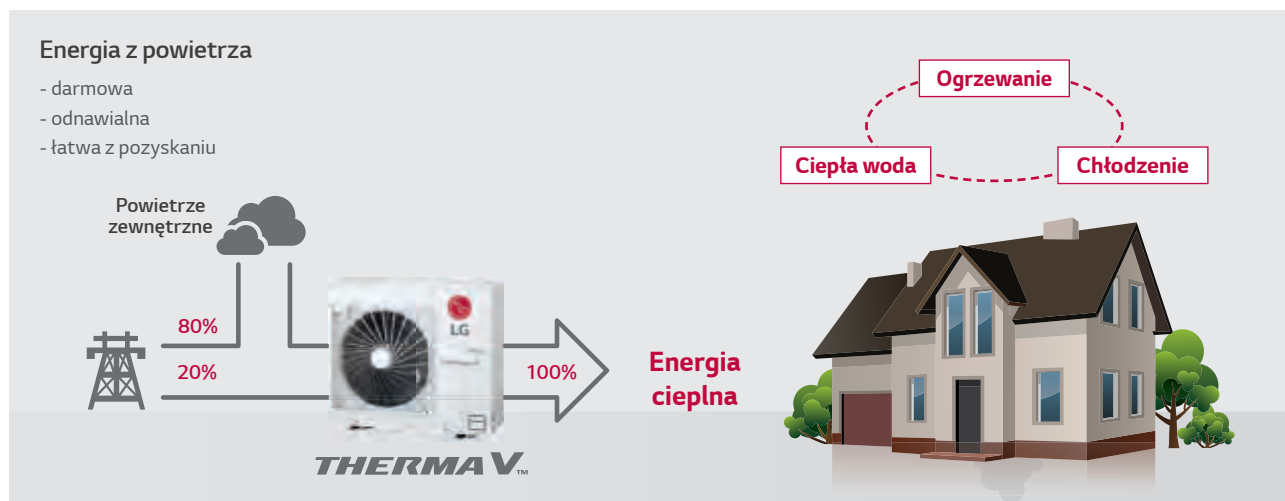 Energia z powietrza
- darmowa
- odnawialna
- łatwa z pozyskaniu
Powietrze
zewnętrzne
80%
20%
LG
100%
THERMA V™
Energia
cieplna
Ogrzewanie
Ciepła woda
Chłodzenie